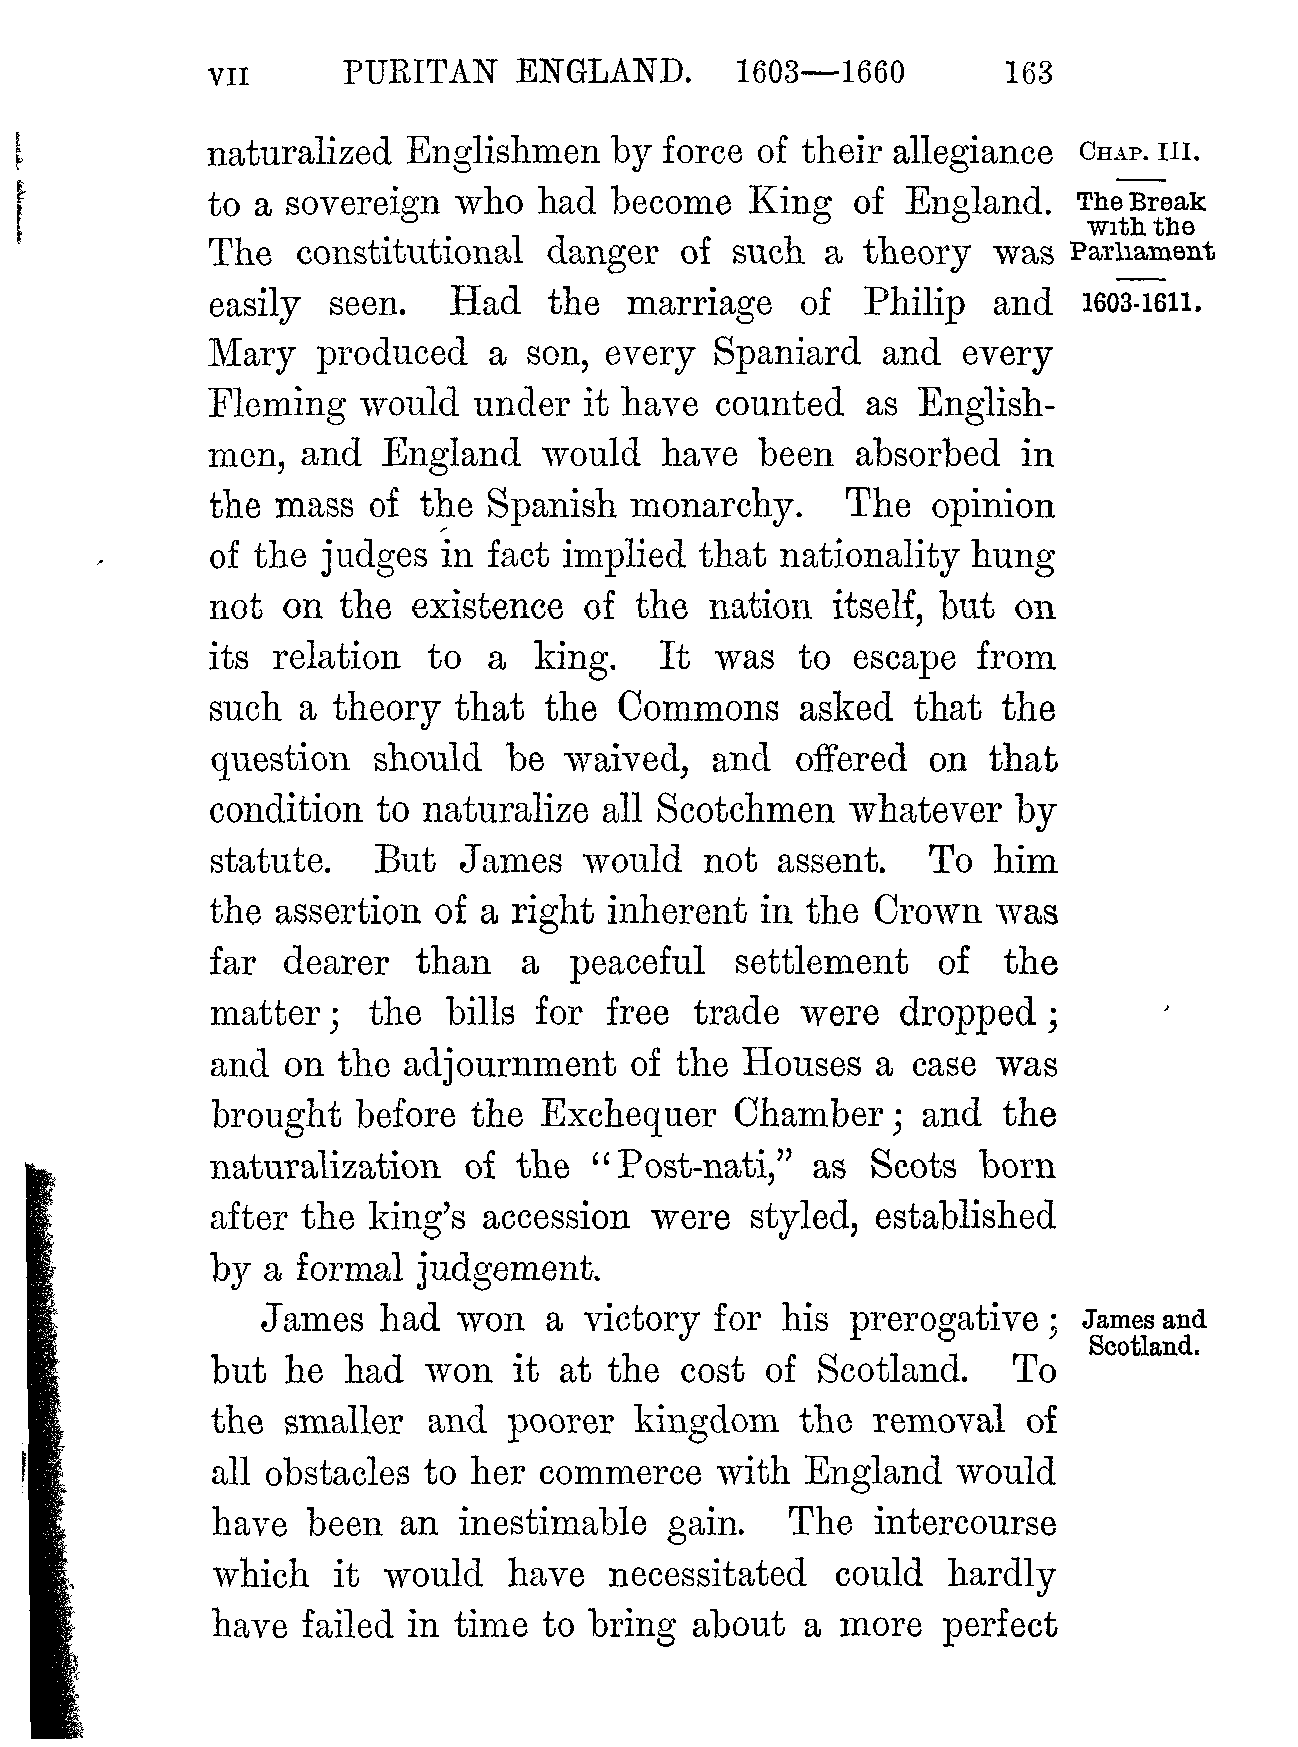 VII PURITAN ENGLAND. 1603—1660 163
naturalized Englishmen by force of their allegiance
to a sovereign who had become King of England.
The constitutional danger of such a theory was
easily seen. Had the marriage of Philip and
Mary produced a son, every Spaniard and every
Fleming would under it have counted as English-
men, and England would have been absorbed in
the mass of the Spanish monarchy. The opinion
of the judges in fact implied that nationality hung
not on the existence of the nation itself, but on
its relation to a king. It was to escape from
such a theory that the Commons asked that the
question should be waived, and offered on that
condition to naturalize all Scotchmen whatever by
statute. But James would not assent. To him
the assertion of a right inherent in the Crown was
far dearer than a peaceful settlement of the
matter; the bills for free trade were dropped;
and on the adjournment of the Houses a case was
brought before the Exchequer Chamber; and the
naturalization of the "Post-nati," as Scots born
after the king's accession were styled, established
by a formal judgement.
James had won a victory for his prerogative;
but he had won it at the cost of Scotland. To
the smaller and poorer kingdom the removal of
all obstacles to her commerce with England would
have been an inestimable gain. The intercourse
which it would have necessitated could hardly
have failed in time to bring about a more perfect
CHAP. III.
The Break
with the
Parliament
1603-1611.
James and
Scotland.